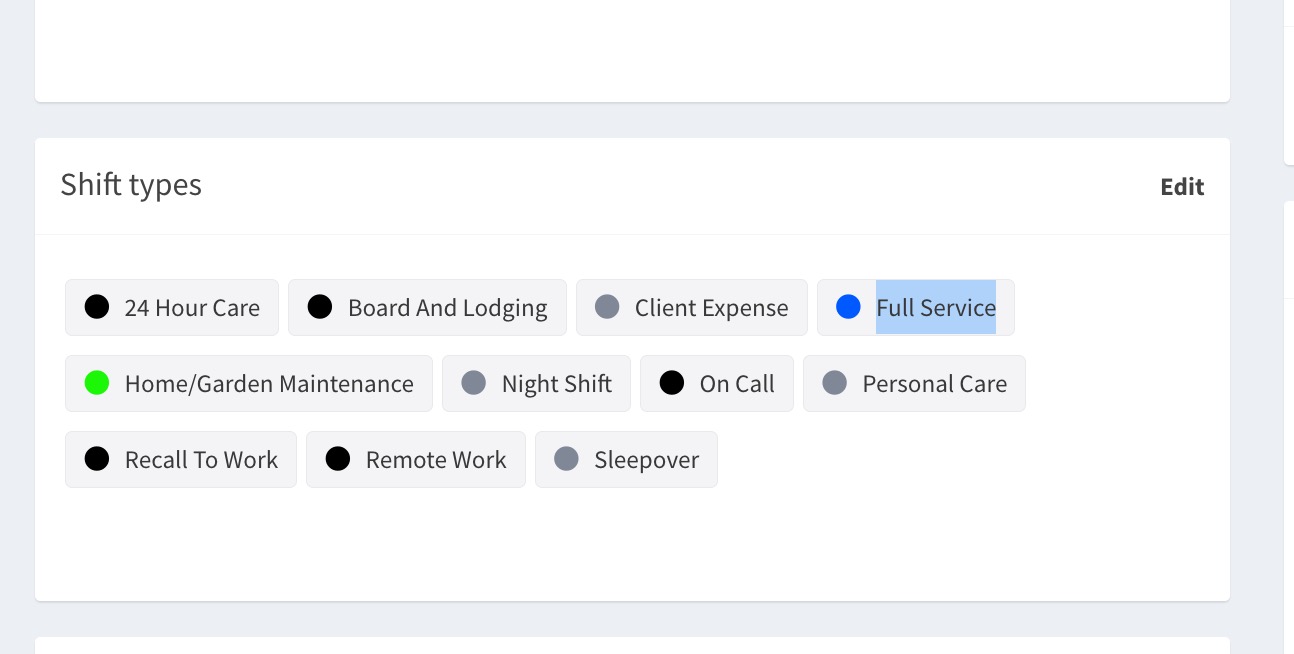 Shift types
Edit
24 Hour Care
Board And Lodging
Client Expense
Full Service
Home/Garden Maintenance
Night Shift
On Call
Personal Care
Recall To Work
Remote Work
Sleepover